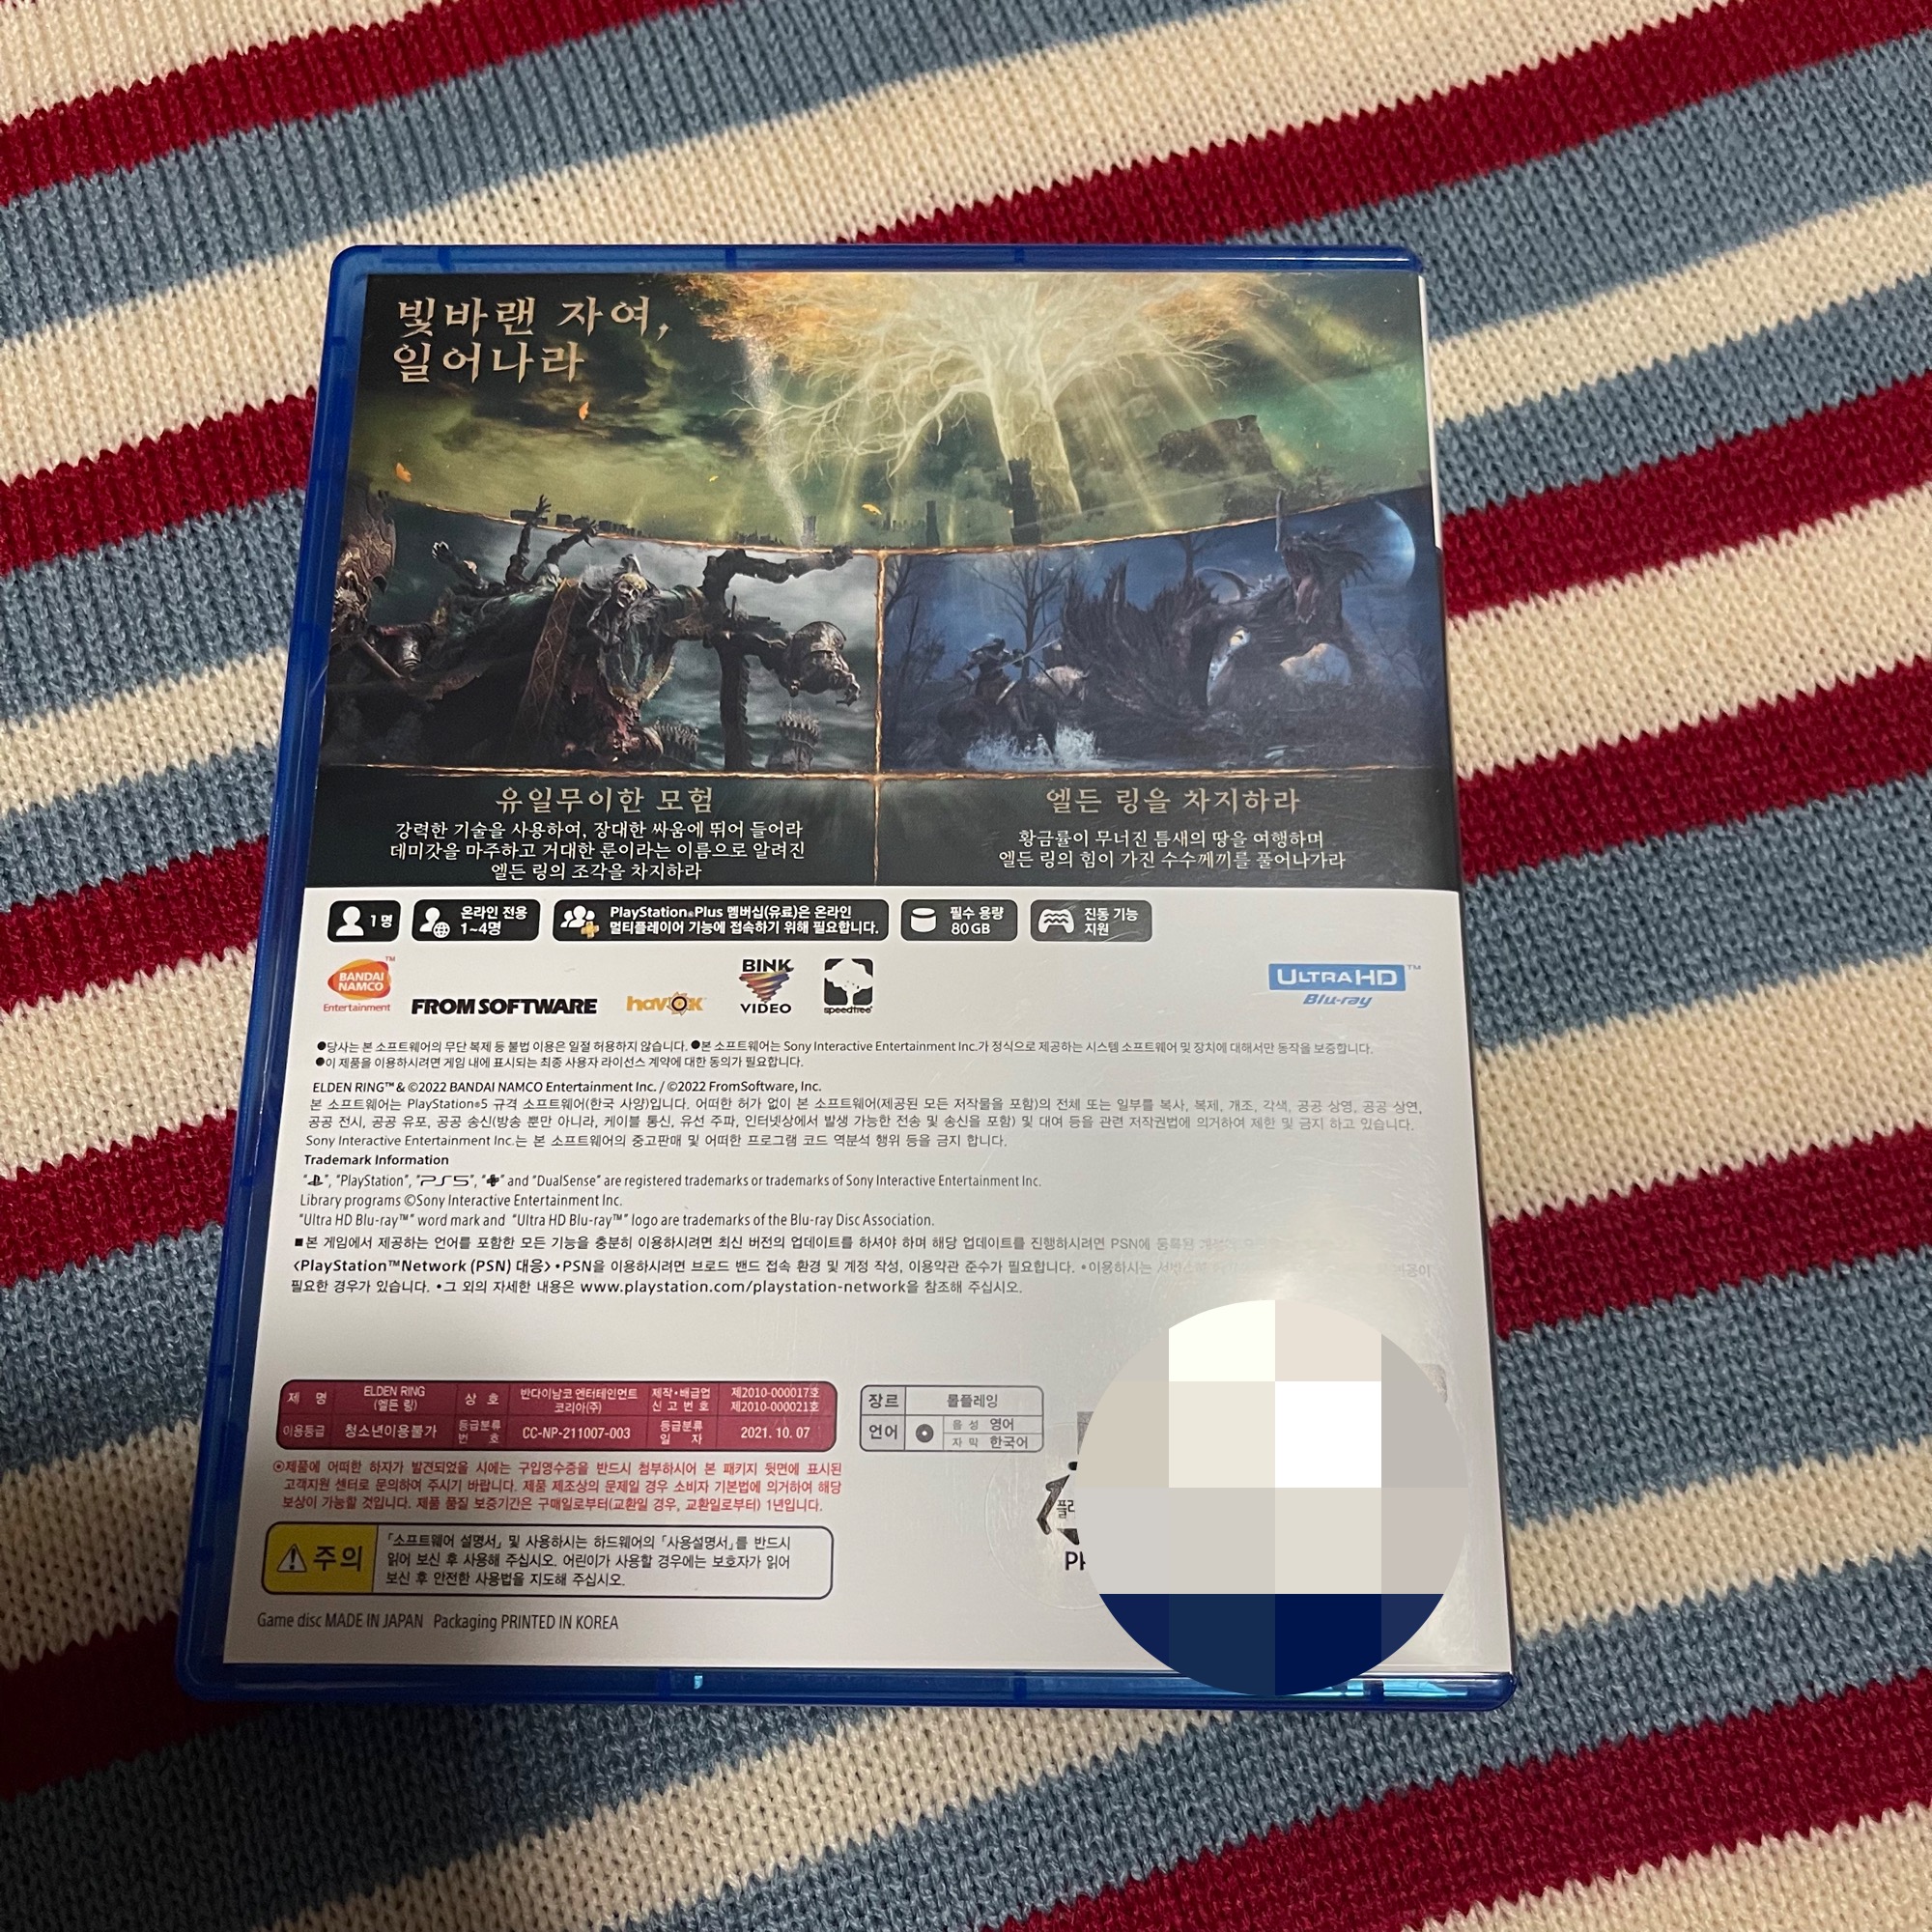 빛바랜 자여,
일어나라
유일무이한 모험
강력한 기술을 사용하여, 장대한 싸움에 뛰어 들어라
데미갓을 마주하고 거대한 룬이라는 이름으로 알려진
엘든 링의 조각을 차지하라
엘든 링을 차지하라
황금률이 무너진 틈새의 땅을 여행하며
엘든 링의 힘이 가진 수수께끼를 풀어나가라
1명
온라인 전용
1~4명
PlayStation®Plus 멤버십(유료)은 온라인
멀티플레이어 기능에 접속하기 위해 필요합니다.
필수 용량
80GB
진동 기능
지원
BANDAI
NAMCO
Entertainment
FROMSOFTWARE
havok
BINK
VIDEO
speedtree
ULTRA HD™
Blu-ray
●당사는 본 소프트웨어의 무단 복제 등 불법 이용은 일절 허용하지 않습니다. ●본 소프트웨어는 Sony Interactive Entertainment Inc.가 정식으로 제공하는 시스템 소프트웨어 및 장치에 대해서만 동작을 보증합니다.
●이 제품을 이용하시려면 게임 내에 표시되는 최종 사용자 라이선스 계약에 대한 동의가 필요합니다.
ELDEN RING™& ©2022 BANDAI NAMCO Entertainment Inc. / ©2022 FromSoftware, Inc.
본 소프트웨어는 PlayStation®5 규격 소프트웨어(한국 사양)입니다. 어떠한 허가 없이 본 소프트웨어(제공된 모든 저작물을 포함)의 전체 또는 일부를 복사, 복제, 개조, 각색, 공공 상영, 공공 상연,
공공 전시, 공공 유포, 공공 송신(방송 뿐만 아니라, 케이블 통신, 유선 주파, 인터넷상에서 발생 가능한 전송 및 송신을 포함) 및 대여 등을 관련 저작권법에 의거하여 제한 및 금지 하고 있습니다.
Sony Interactive Entertainment Inc.는 본 소프트웨어의 중고판매 및 어떠한 프로그램 코드 역분석 행위 등을 금지 합니다.
Trademark Information
“ ”, “PlayStation”, “PS5”, “ ” and “DualSense” are registered trademarks or trademarks of Sony Interactive Entertainment Inc.
Library programs ©Sony Interactive Entertainment Inc.
“Ultra HD Blu-ray™” word mark and “Ultra HD Blu-ray™” logo are trademarks of the Blu-ray Disc Association.
■본 게임에서 제공하는 언어를 포함한 모든 기능을 충분히 이용하시려면 최신 버전의 업데이트를 하셔야 하며 해당 업데이트를 진행하시려면 PSN에 등록된
<PlayStation™Network (PSN) 대응> •PSN을 이용하시려면 브로드 밴드 접속 환경 및 계정 작성, 이용약관 준수가 필요합니다. •이용하시는
필요한 경우가 있습니다. •그 외의 자세한 내용은 www.playstation.com/playstation-network을 참조해 주십시오.
제 명 ELDEN RING (엘든 링) 상 호 반다이남코 엔터테인먼트 코리아(주) 제작•배급업 신 고 번 호 제2010-000017호 제2010-000021호
이용등급 청소년이용불가 등급분류 번 호 CC-NP-211007-003 등급분류 일 자 2021. 10. 07
장르 롤플레잉
언어 음성 영어
자막 한국어
⊙제품에 어떠한 하자가 발견되었을 시에는 구입영수증을 반드시 첨부하시어 본 패키지 뒷면에 표시된
고객지원 센터로 문의하여 주시기 바랍니다. 제품 제조상의 문제일 경우 소비자 기본법에 의거하여 해당
보상이 가능할 것입니다. 제품 품질 보증기간은 구매일로부터(교환일 경우, 교환일로부터) 1년입니다.
주의
「소프트웨어 설명서」 및 사용하시는 하드웨어의 「사용설명서」를 반드시
읽어 보신 후 사용해 주십시오. 어린이가 사용할 경우에는 보호자가 읽어
보신 후 안전한 사용법을 지도해 주십시오.
Game disc MADE IN JAPAN Packaging PRINTED IN KOREA